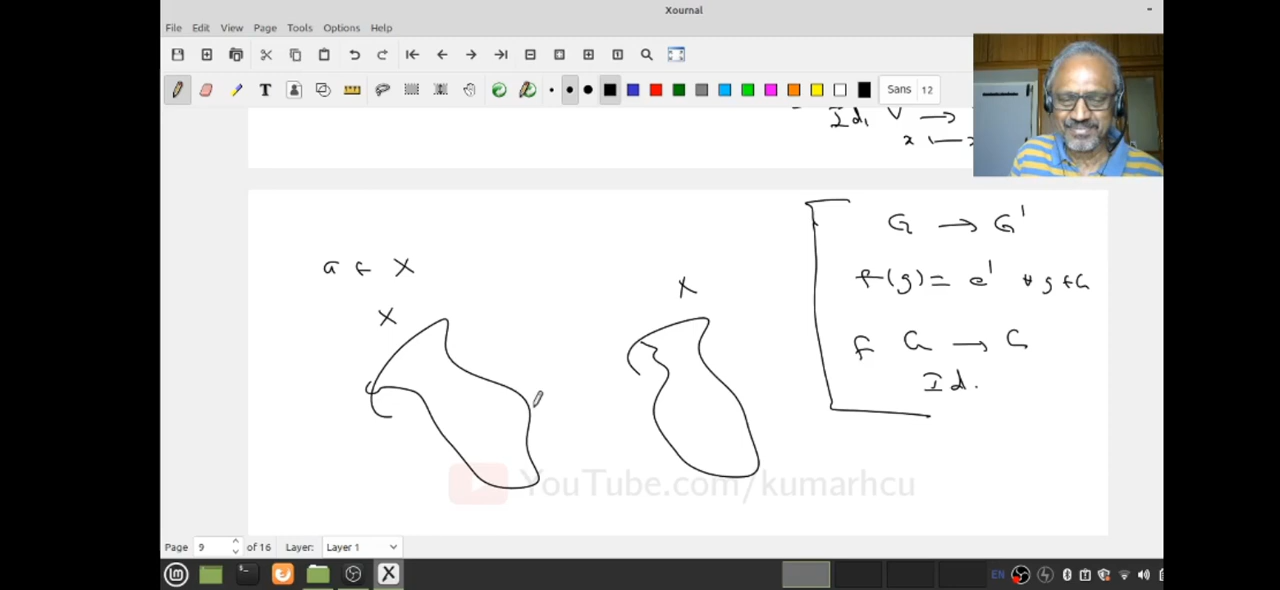 Xournal
File Edit View Page Tools Options Help
Sans 12
Id, V →
x ↦
G → G'
a ∈ X
f(g) = e' ∀ g ∈ G
X
X
f G → G
Id.
YouTube.com/kumarhcu
Page 9 of 16 Layer: Layer 1
EN